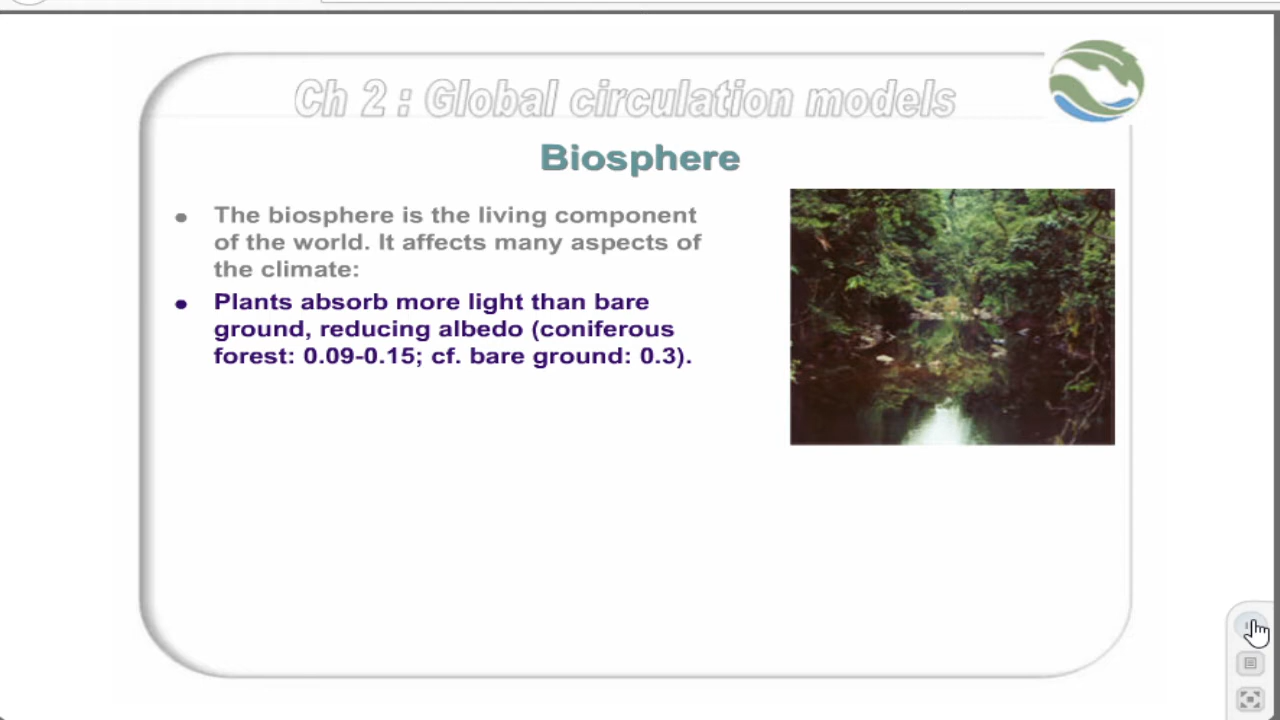 Ch 2 : Global circulation models
Biosphere
• The biosphere is the living component
of the world. It affects many aspects of
the climate:
• Plants absorb more light than bare
ground, reducing albedo (coniferous
forest: 0.09-0.15; cf. bare ground: 0.3).